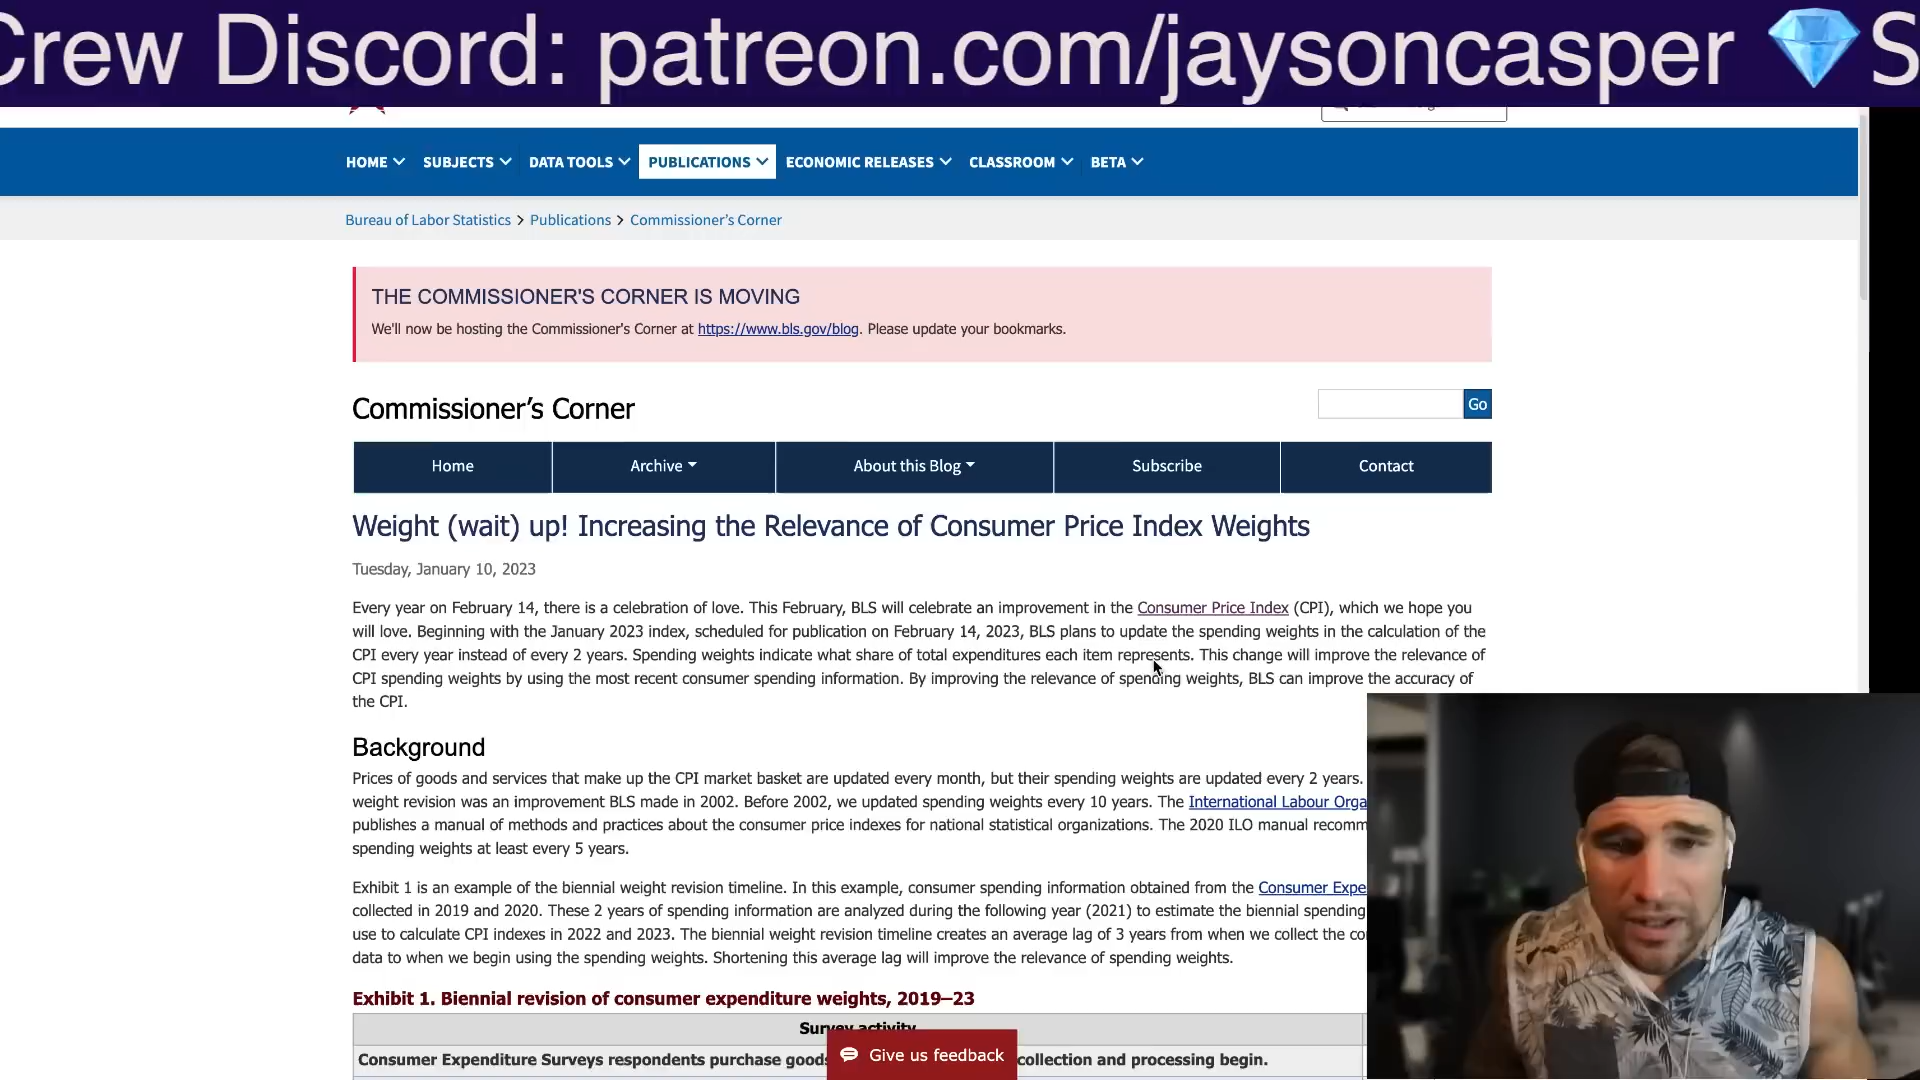 Crew Discord: patreon.com/jaysoncasper 💎S
HOME SUBJECTS DATA TOOLS PUBLICATIONS ECONOMIC RELEASES CLASSROOM BETA
Bureau of Labor Statistics > Publications > Commissioner's Corner
THE COMMISSIONER'S CORNER IS MOVING
We'll now be hosting the Commissioner's Corner at https://www.bls.gov/blog. Please update your bookmarks.
Commissioner’s Corner
Go
Home Archive About this Blog Subscribe Contact
Weight (wait) up! Increasing the Relevance of Consumer Price Index Weights
Tuesday, January 10, 2023
Every year on February 14, there is a celebration of love. This February, BLS will celebrate an improvement in the Consumer Price Index (CPI), which we hope you
will love. Beginning with the January 2023 index, scheduled for publication on February 14, 2023, BLS plans to update the spending weights in the calculation of the
CPI every year instead of every 2 years. Spending weights indicate what share of total expenditures each item represents. This change will improve the relevance of
CPI spending weights by using the most recent consumer spending information. By improving the relevance of spending weights, BLS can improve the accuracy of
the CPI.
Background
Prices of goods and services that make up the CPI market basket are updated every month, but their spending weights are updated every 2 years.
weight revision was an improvement BLS made in 2002. Before 2002, we updated spending weights every 10 years. The International Labour Orga
publishes a manual of methods and practices about the consumer price indexes for national statistical organizations. The 2020 ILO manual recomm
spending weights at least every 5 years.
Exhibit 1 is an example of the biennial weight revision timeline. In this example, consumer spending information obtained from the Consumer Expe
collected in 2019 and 2020. These 2 years of spending information are analyzed during the following year (2021) to estimate the biennial spending
use to calculate CPI indexes in 2022 and 2023. The biennial weight revision timeline creates an average lag of 3 years from when we collect the co
data to when we begin using the spending weights. Shortening this average lag will improve the relevance of spending weights.
Exhibit 1. Biennial revision of consumer expenditure weights, 2019–23
Survey activity
Consumer Expenditure Surveys respondents purchase goods collection and processing begin.
Give us feedback